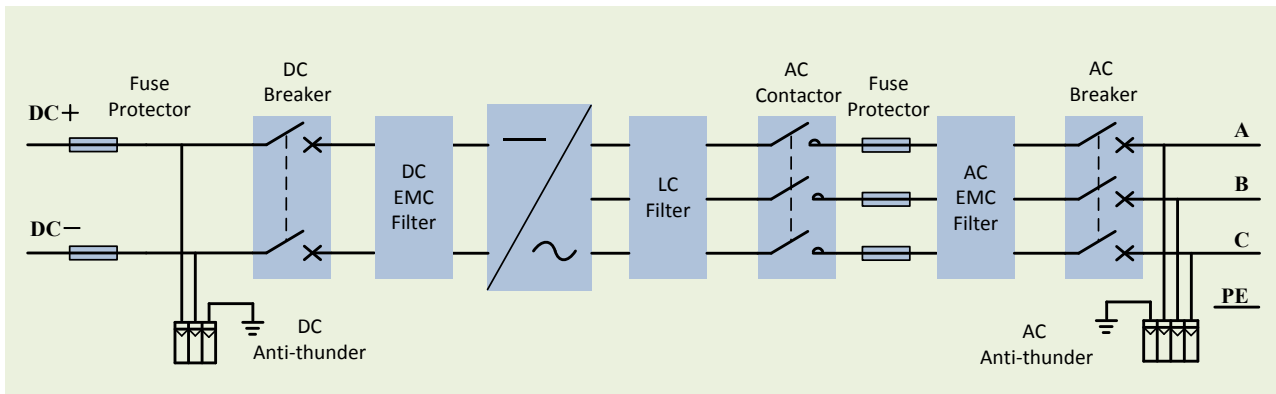 DC+
Fuse
Protector
DC
Breaker
DC
EMC
Filter
LC
Filter
AC
Contactor
Fuse
Protector
AC
EMC
Filter
AC
Breaker
A
B
C
PE
DC−
DC
Anti-thunder
AC
Anti-thunder